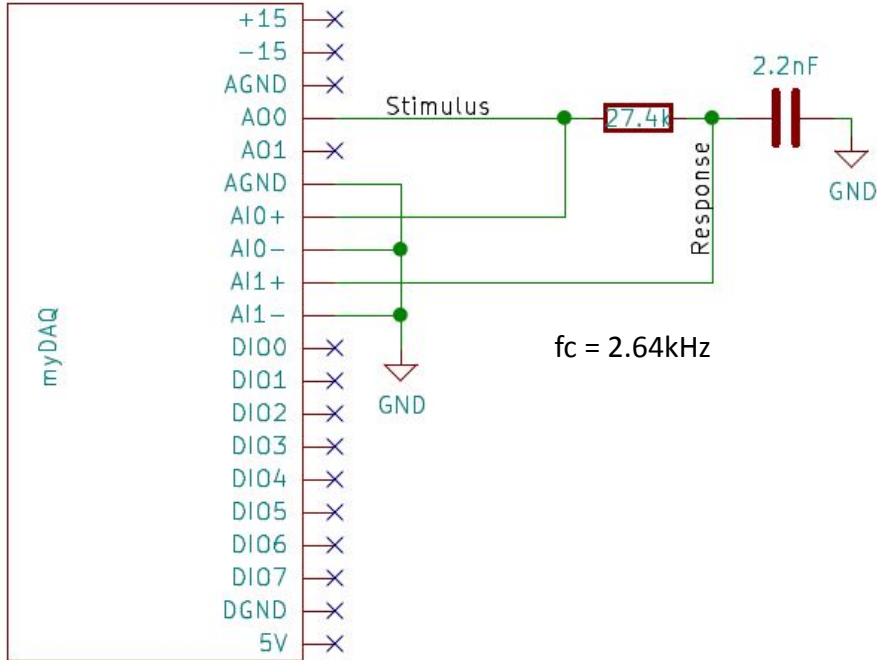 +15
-15
AGND
AO0
AO1
AGND
AI0+
AI0-
AI1+
AI1-
DIO0
DIO1
DIO2
DIO3
DIO4
DIO5
DIO6
DIO7
DGND
5V
myDAQ
Stimulus
27.4k
Response
2.2nF
GND
GND
fc = 2.64kHz